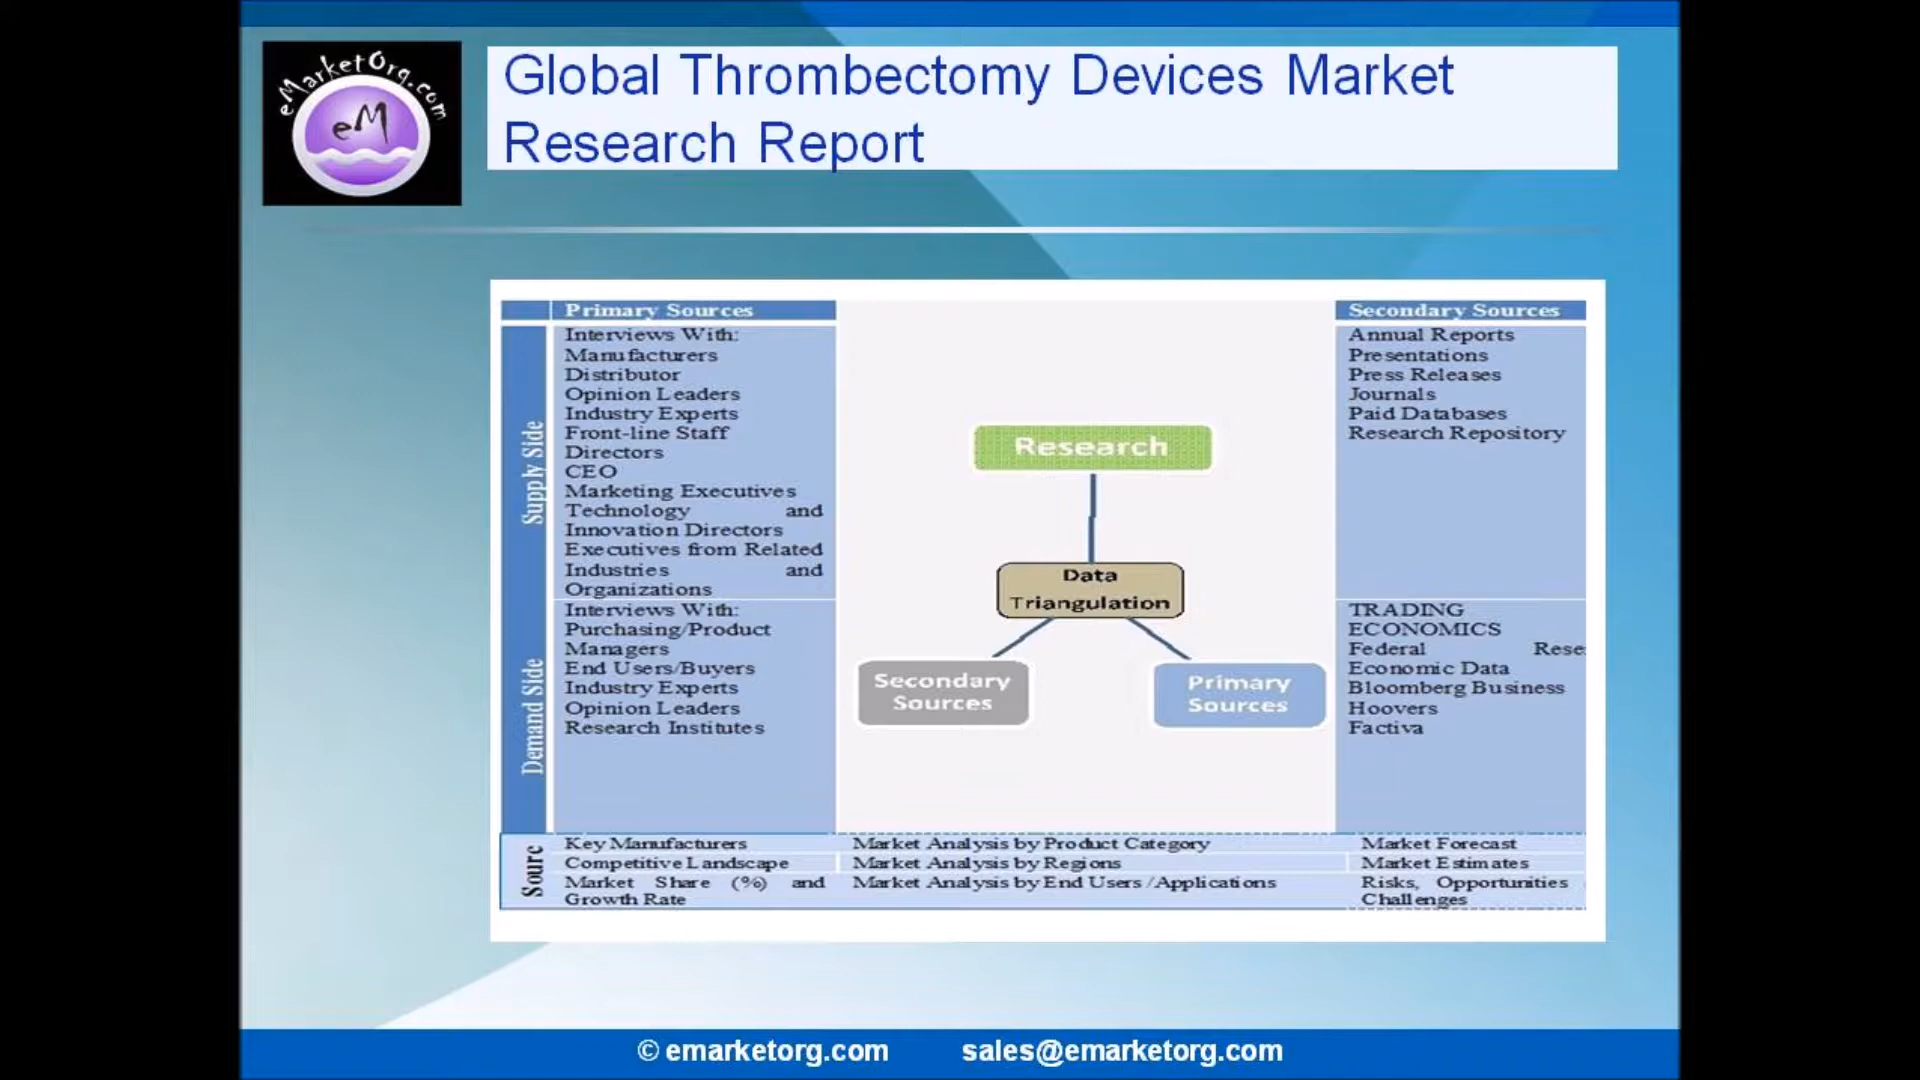 eMarketOrg.com
eM
Global Thrombectomy Devices Market
Research Report
Primary Sources
Supply Side
Interviews With:
Manufacturers
Distributor
Opinion Leaders
Industry Experts
Front-line Staff
Directors
CEO
Marketing Executives
Technology and
Innovation Directors
Executives from Related
Industries and
Organizations
Demand Side
Interviews With:
Purchasing/Product
Managers
End Users/Buyers
Industry Experts
Opinion Leaders
Research Institutes
Research
Data
Triangulation
Secondary
Sources
Primary
Sources
Secondary Sources
Annual Reports
Presentations
Press Releases
Journals
Paid Databases
Research Repository
TRADING
ECONOMICS
Federal Rese
Economic Data
Bloomberg Business
Hoovers
Factiva
Sourc
Key Manufacturers
Competitive Landscape
Market Share (%) and
Growth Rate
Market Analysis by Product Category
Market Analysis by Regions
Market Analysis by End Users /Applications
Market Forecast
Market Estimates
Risks, Opportunities
Challenges
© emarketorg.com sales@emarketorg.com